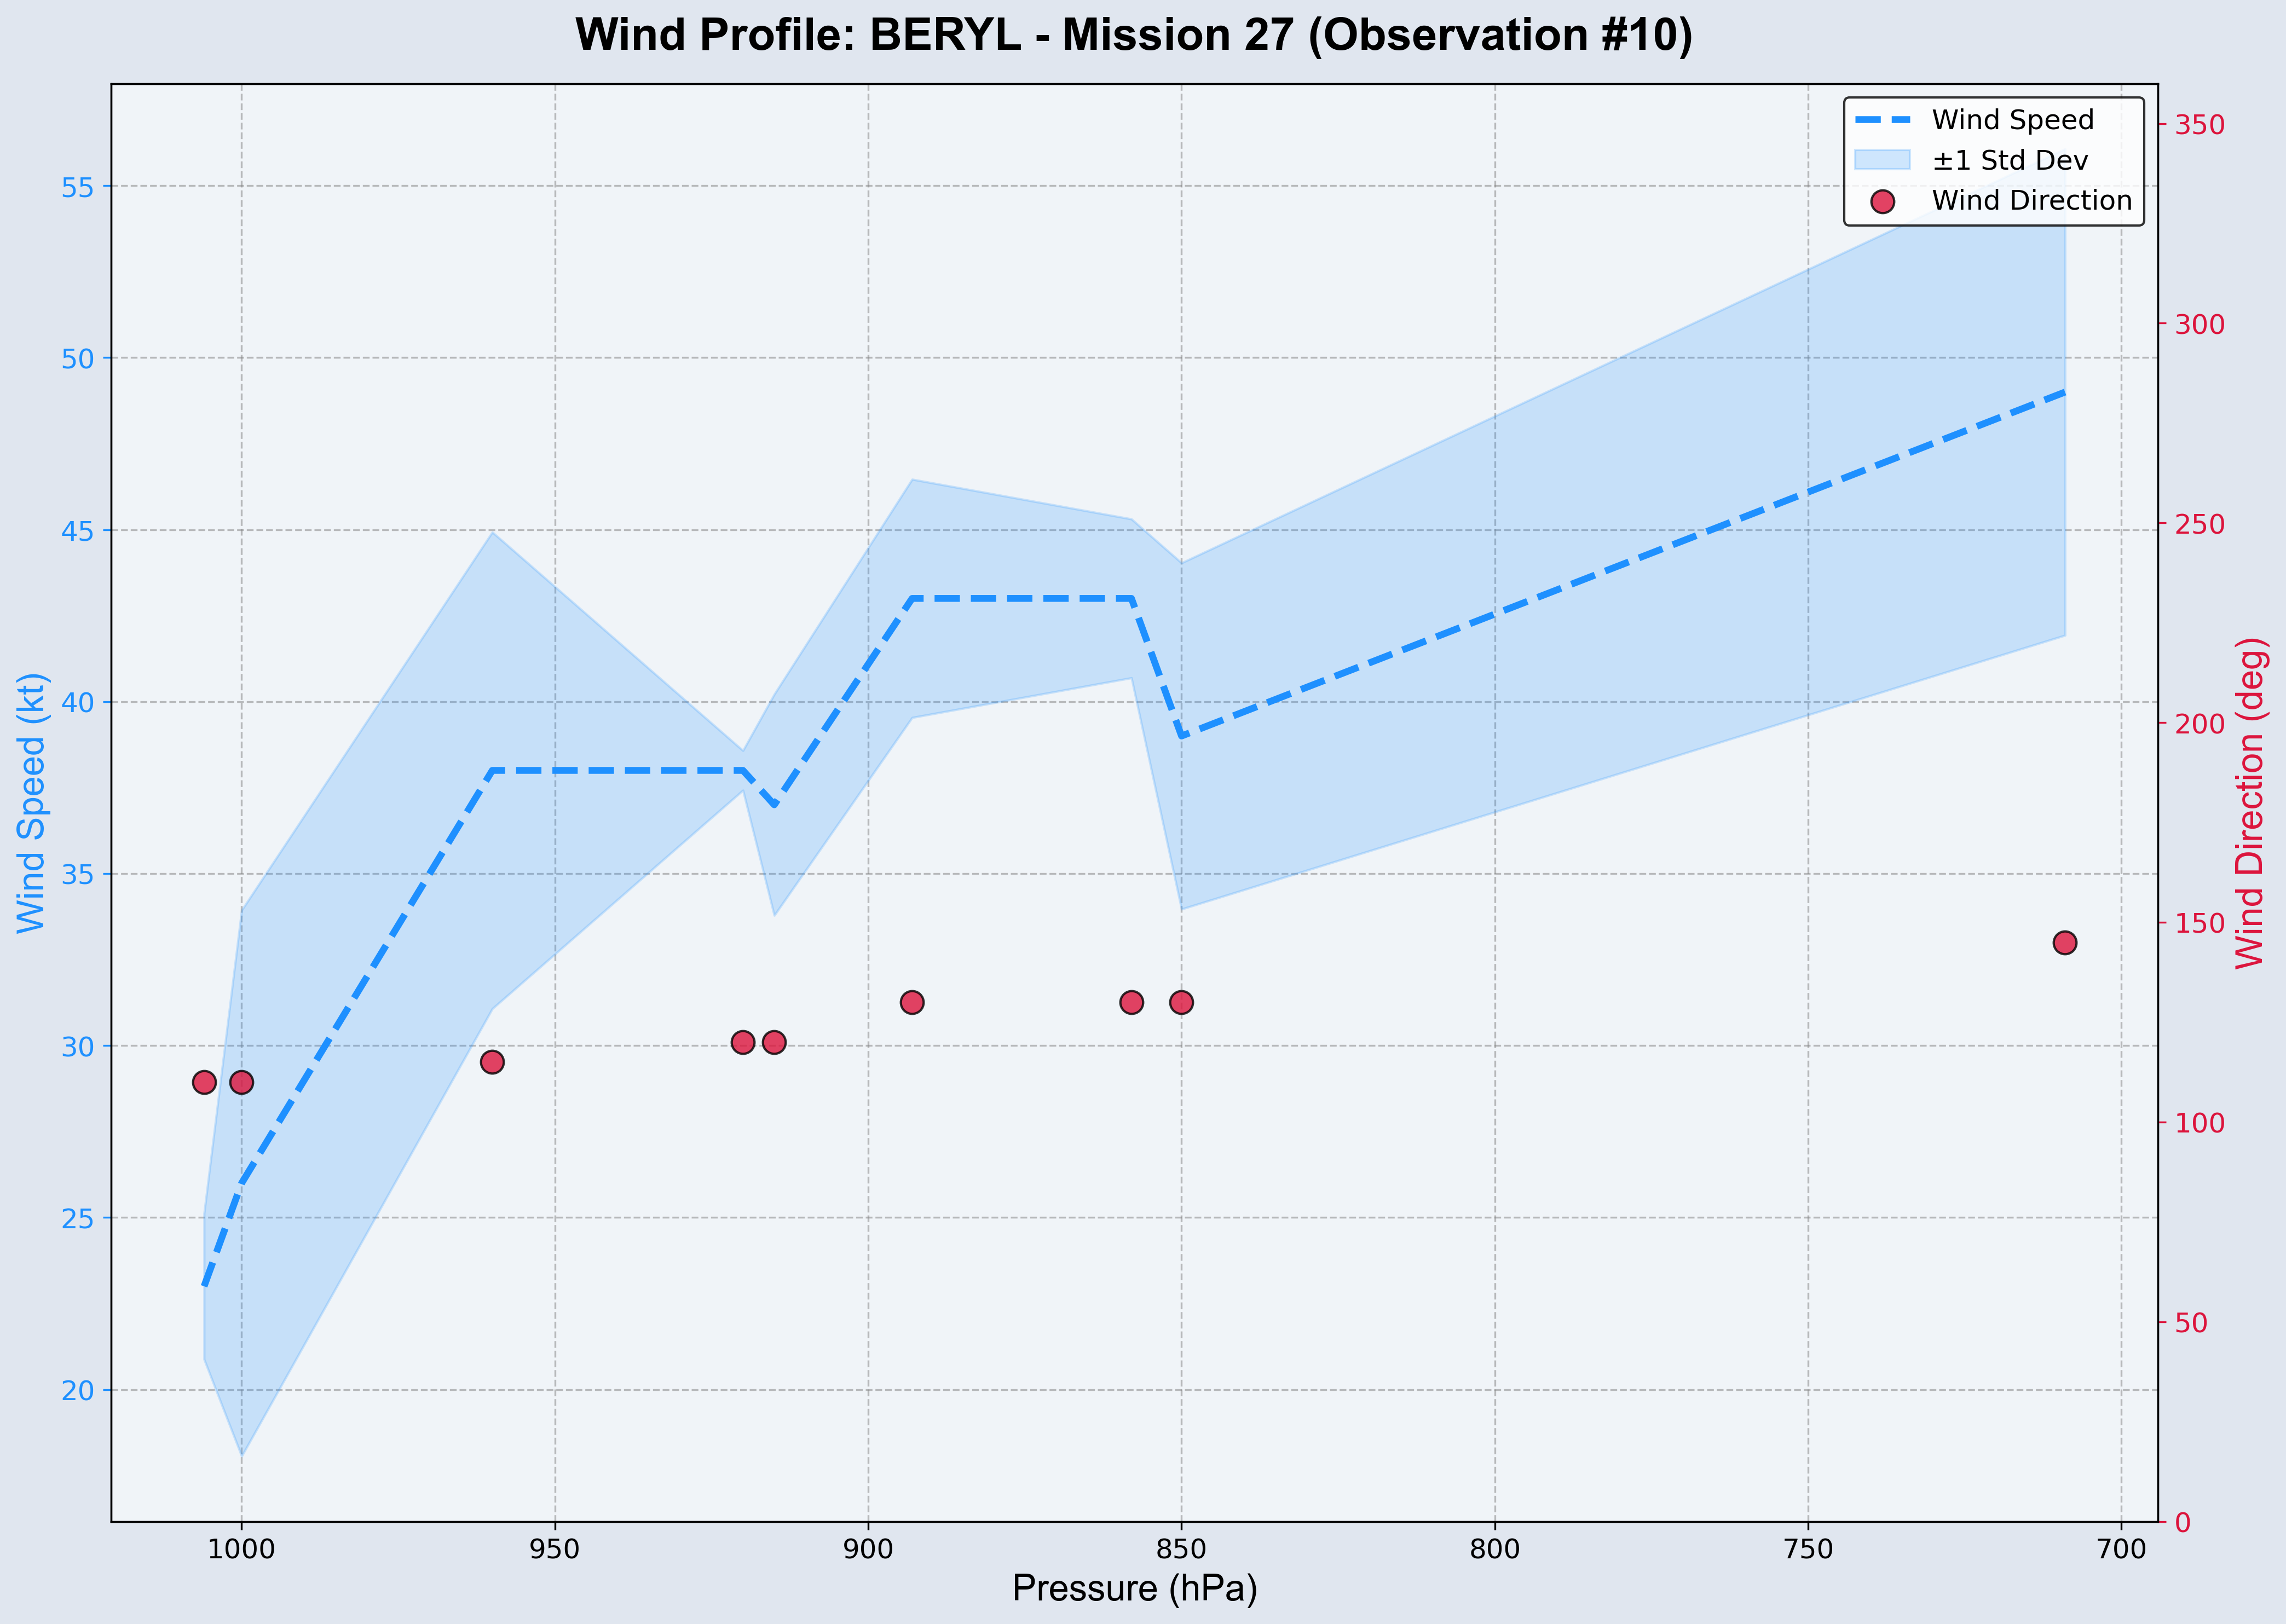 Wind Profile: BERYL - Mission 27 (Observation #10)
Wind Speed
±1 Std Dev
Wind Direction
Wind Speed (kt)
55
50
45
40
35
30
25
20
350
300
250
200
150
100
50
0
Wind Direction (deg)
1000 950 900 850 800 750 700
Pressure (hPa)